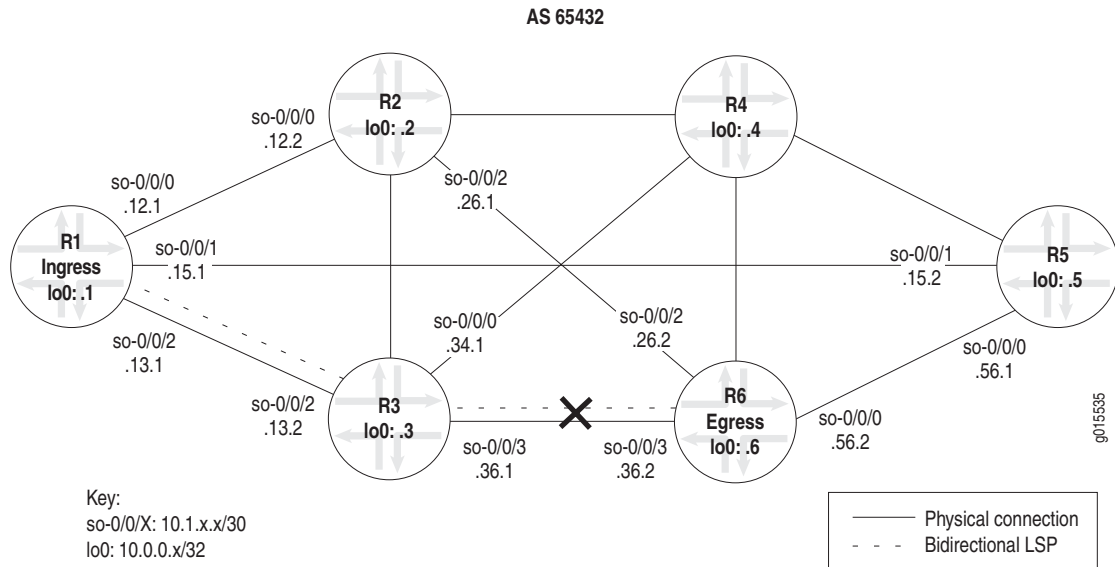 AS 65432
R2
lo0: .2
R4
lo0: .4
so-0/0/0
.12.2
so-0/0/0
.12.1
so-0/0/2
.26.1
R1
Ingress
lo0: .1
so-0/0/1
.15.1
so-0/0/1
.15.2
R5
lo0: .5
so-0/0/2
.13.1
so-0/0/0
.34.1
so-0/0/2
.26.2
so-0/0/0
.56.1
so-0/0/2
.13.2
R3
lo0: .3
R6
Egress
lo0: .6
so-0/0/0
.56.2
so-0/0/3
.36.1
so-0/0/3
.36.2
g015535
Key:
so-0/0/X: 10.1.x.x/30
lo0: 10.0.0.x/32
Physical connection
Bidirectional LSP